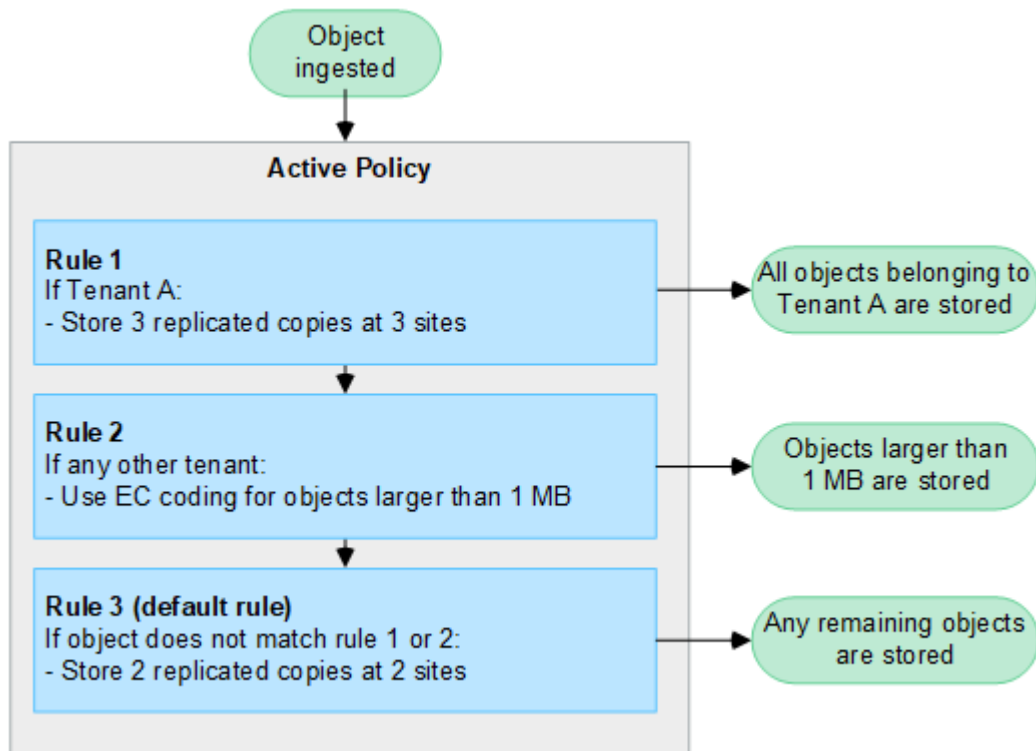 Object
ingested
Active Policy
Rule 1
If Tenant A:
- Store 3 replicated copies at 3 sites
All objects belonging to
Tenant A are stored
Rule 2
If any other tenant:
- Use EC coding for objects larger than 1 MB
Objects larger than
1 MB are stored
Rule 3 (default rule)
If object does not match rule 1 or 2:
- Store 2 replicated copies at 2 sites
Any remaining objects
are stored